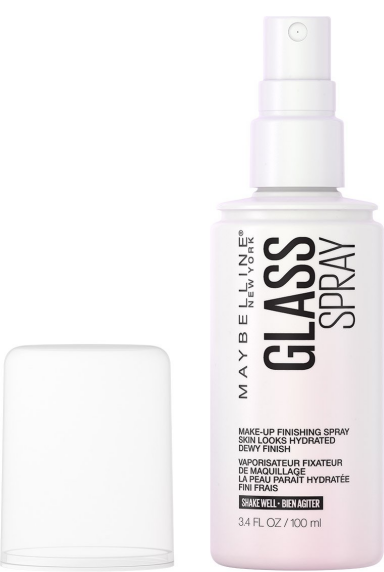 MAYBELLINE®
NEW YORK
GLASS
SPRAY
MAKE-UP FINISHING SPRAY
SKIN LOOKS HYDRATED
DEWY FINISH
VAPORISATEUR FIXATEUR
DE MAQUILLAGE
LA PEAU PARAÎT HYDRATÉE
FINI FRAIS
SHAKE WELL • BIEN AGITER
3.4 FL OZ / 100 ml